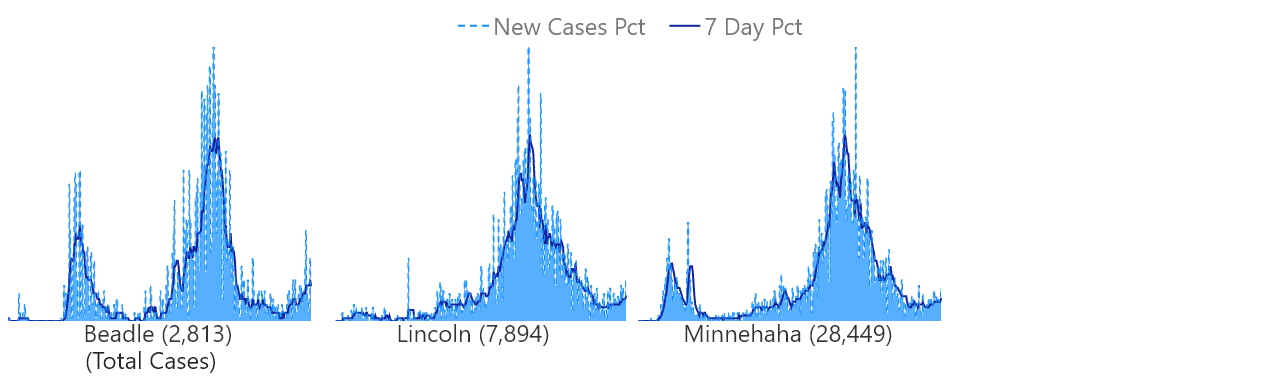 New Cases Pct 7 Day Pct
Beadle (2,813) Lincoln (7,894) Minnehaha (28,449)
(Total Cases)